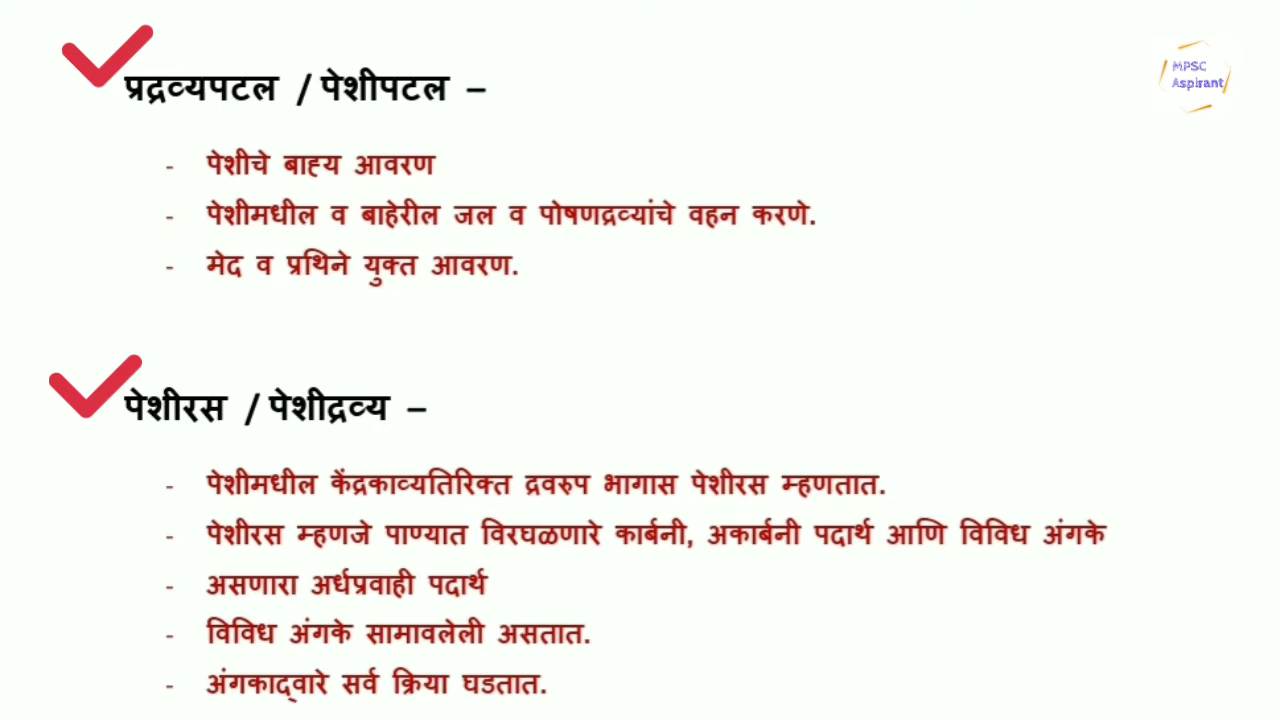 MPSC
Aspirant
प्रद्रव्यपटल / पेशीपटल –
- पेशीचे बाह्य आवरण
- पेशीमधील व बाहेरील जल व पोषणद्रव्यांचे वहन करणे.
- मेद व प्रथिने युक्त आवरण.
पेशीरस / पेशीद्रव्य –
- पेशीमधील केंद्रकाव्यतिरिक्त द्रवरुप भागास पेशीरस म्हणतात.
- पेशीरस म्हणजे पाण्यात विरघळणारे कार्बनी, अकार्बनी पदार्थ आणि विविध अंगके
- असणारा अर्धप्रवाही पदार्थ
- विविध अंगके सामावलेली असतात.
- अंगकाद्वारे सर्व क्रिया घडतात.